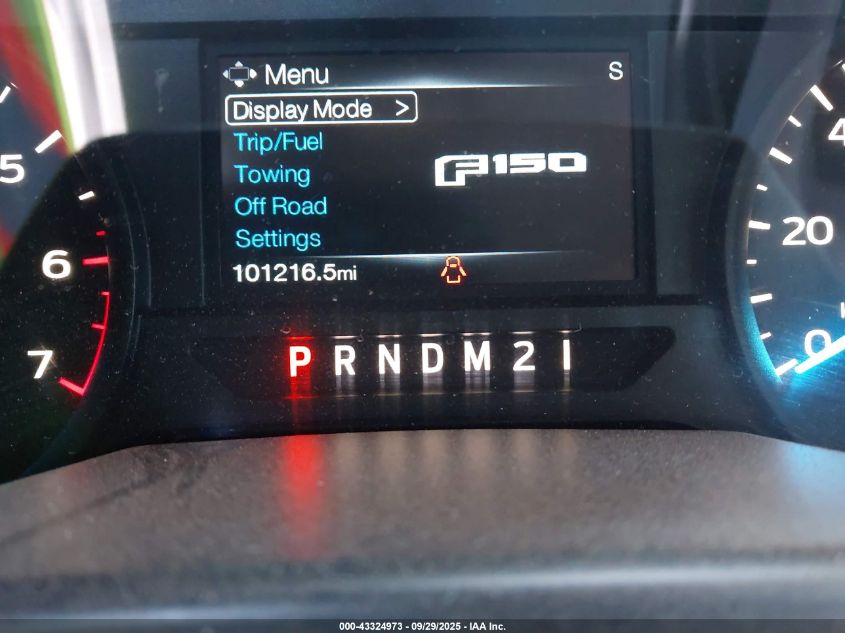 Menu S
Display Mode >
Trip/Fuel
Towing
F150
Off Road
Settings
101216.5mi
5
6
7
20
0
P R N D M 2 1
000-43324973 - 09/29/2025 - IAA Inc.